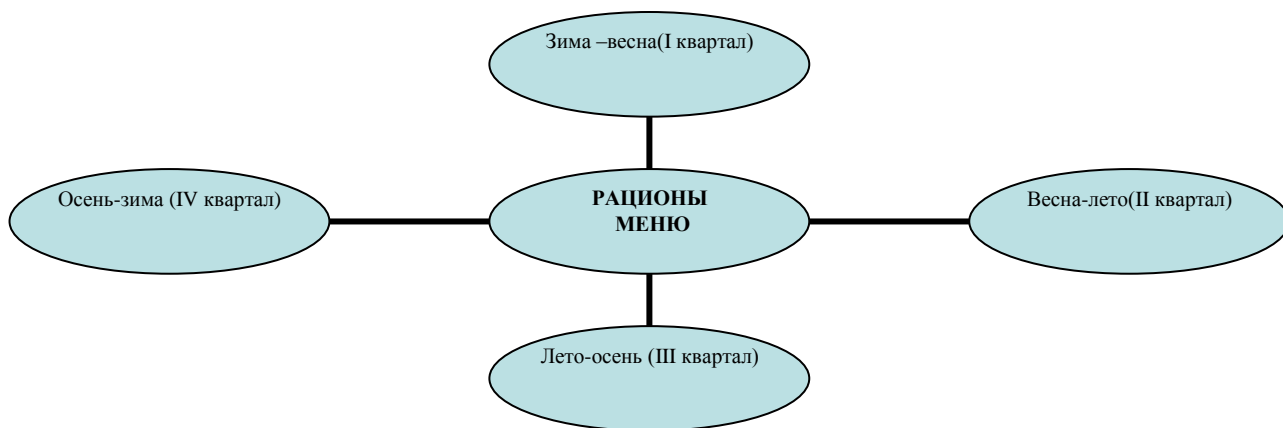 Зима –весна(I квартал)
Осень-зима (IV квартал)
РАЦИОНЫ
МЕНЮ
Весна-лето(II квартал)
Лето-осень (III квартал)